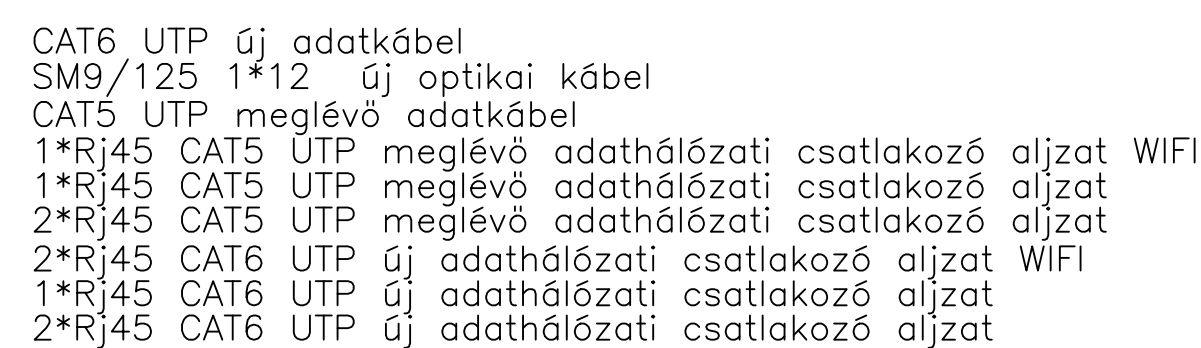 CAT6 UTP új adatkábel
SM9/125 1*12 új optikai kábel
CAT5 UTP meglévö adatkábel
1*Rj45 CAT5 UTP meglévö adathálózati csatlakozó aljzat WIFI
1*Rj45 CAT5 UTP meglévö adathálózati csatlakozó aljzat
2*Rj45 CAT5 UTP meglévö adathálózati csatlakozó aljzat
2*Rj45 CAT6 UTP új adathálózati csatlakozó aljzat WIFI
1*Rj45 CAT6 UTP új adathálózati csatlakozó aljzat
2*Rj45 CAT6 UTP új adathálózati csatlakozó aljzat